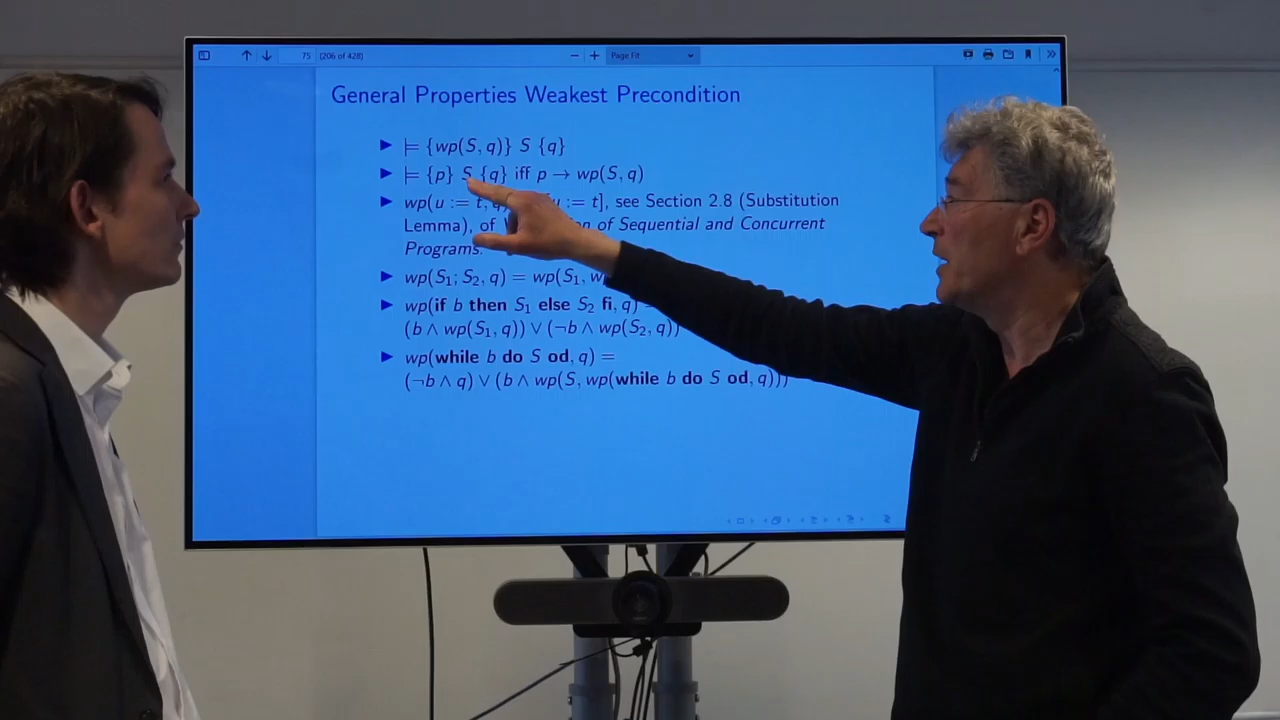 75 (206 of 428) Page Fit
General Properties Weakest Precondition
▶ ⊨ {wp(S, q)} S {q}
▶ ⊨ {p} S {q} iff p → wp(S, q)
▶ wp(u := t, q) [u := t], see Section 2.8 (Substitution
Lemma), of of Sequential and Concurrent
Programs.
▶ wp(S₁; S₂, q) = wp(S₁, w
▶ wp(if b then S₁ else S₂ fi, q) =
(b ∧ wp(S₁, q)) ∨ (¬b ∧ wp(S₂, q))
▶ wp(while b do S od, q) =
(¬b ∧ q) ∨ (b ∧ wp(S, wp(while b do S od, q)))